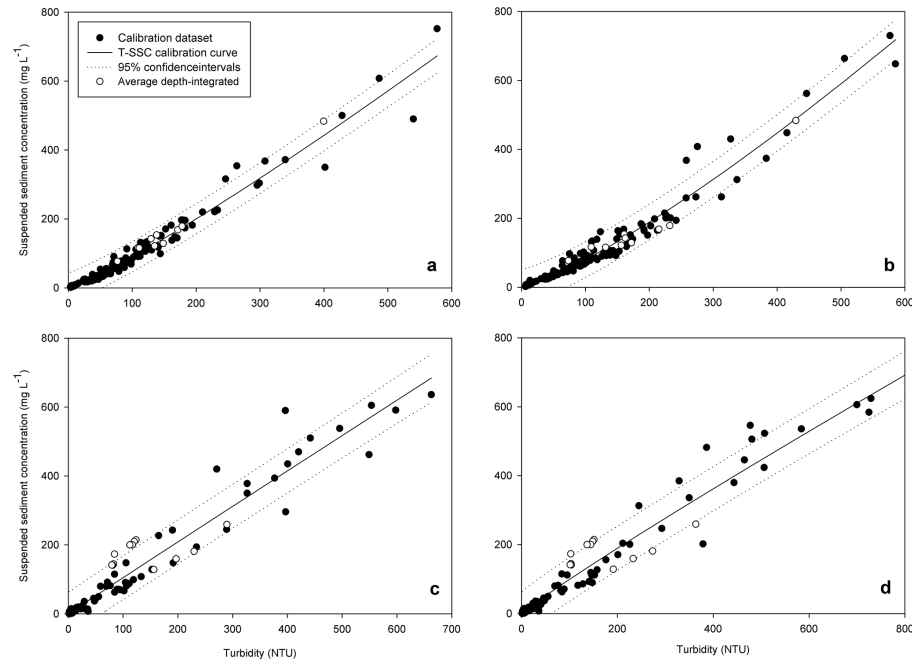 Calibration dataset
T-SSC calibration curve
95% confidenceintervals
Average depth-integrated
Suspended sediment concentration (mg L-1)
800
600
400
200
0
a
0 100 200 300 400 500 600
800
600
400
200
0
b
0 100 200 300 400 500 600
Suspended sediment concentration (mg L-1)
800
600
400
200
0
c
0 100 200 300 400 500 600 700
Turbidity (NTU)
800
600
400
200
0
d
0 200 400 600 800
Turbidity (NTU)